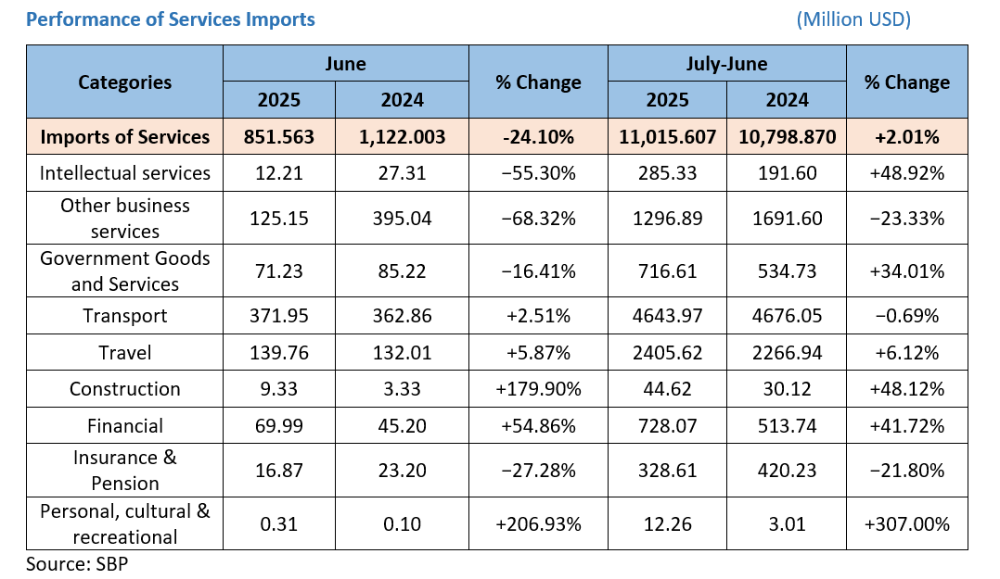 Performance of Services Imports (Million USD)
Categories June % Change July-June % Change
2025 2024 2025 2024
Imports of Services 851.563 1,122.003 -24.10% 11,015.607 10,798.870 +2.01%
Intellectual services 12.21 27.31 −55.30% 285.33 191.60 +48.92%
Other business
services 125.15 395.04 −68.32% 1296.89 1691.60 −23.33%
Government Goods
and Services 71.23 85.22 −16.41% 716.61 534.73 +34.01%
Transport 371.95 362.86 +2.51% 4643.97 4676.05 −0.69%
Travel 139.76 132.01 +5.87% 2405.62 2266.94 +6.12%
Construction 9.33 3.33 +179.90% 44.62 30.12 +48.12%
Financial 69.99 45.20 +54.86% 728.07 513.74 +41.72%
Insurance &
Pension 16.87 23.20 −27.28% 328.61 420.23 −21.80%
Personal, cultural &
recreational 0.31 0.10 +206.93% 12.26 3.01 +307.00%
Source: SBP